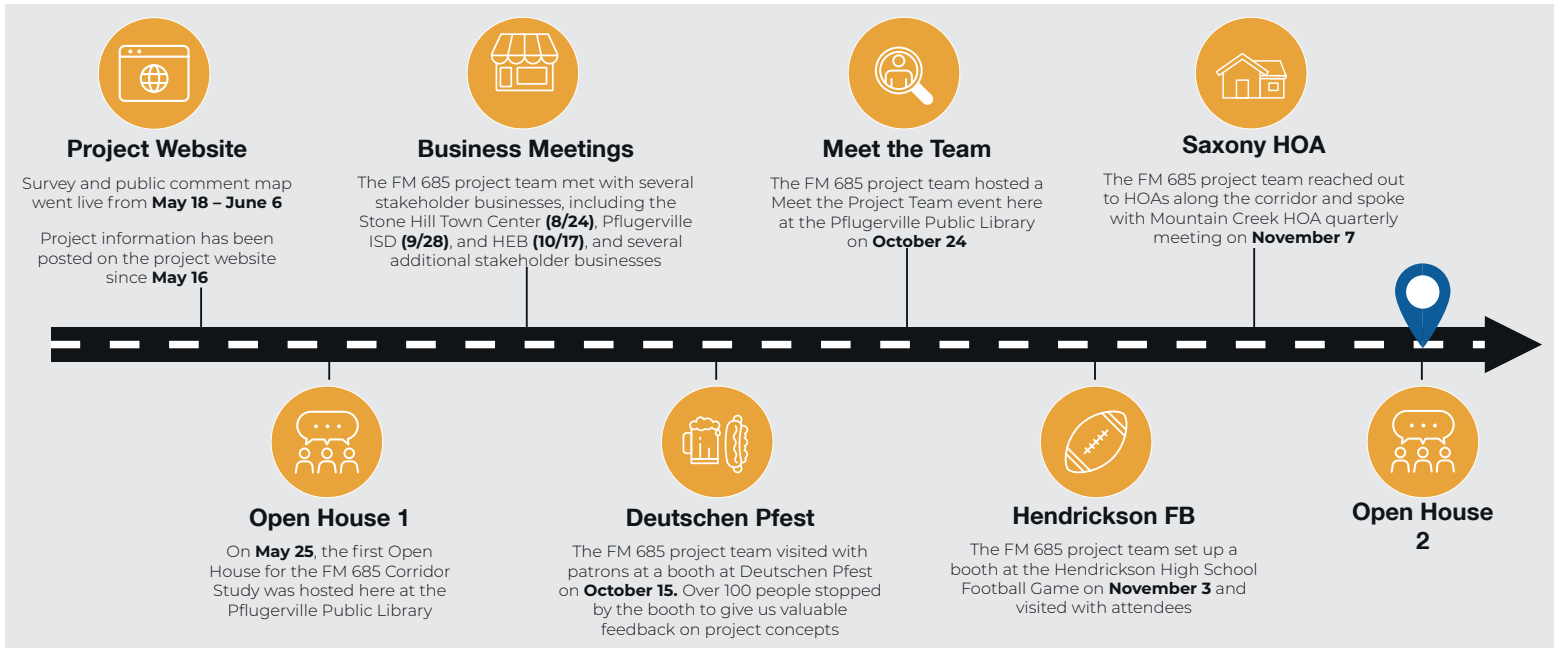 Project Website
Survey and public comment map
went live from May 18 – June 6
Project information has been
posted on the project website
since May 16
Business Meetings
The FM 685 project team met with several
stakeholder businesses, including the
Stone Hill Town Center (8/24), Pflugerville
ISD (9/28), and HEB (10/17), and several
additional stakeholder businesses
Meet the Team
The FM 685 project team hosted a
Meet the Project Team event here
at the Pflugerville Public Library
on October 24
Saxony HOA
The FM 685 project team reached out
to HOAs along the corridor and spoke
with Mountain Creek HOA quarterly
meeting on November 7
Open House 1
On May 25, the first Open
House for the FM 685 Corridor
Study was hosted here at the
Pflugerville Public Library
Deutschen Pfest
The FM 685 project team visited with
patrons at a booth at Deutschen Pfest
on October 15. Over 100 people stopped
by the booth to give us valuable
feedback on project concepts
Hendrickson FB
The FM 685 project team set up a
booth at the Hendrickson High School
Football Game on November 3 and
visited with attendees
Open House
2